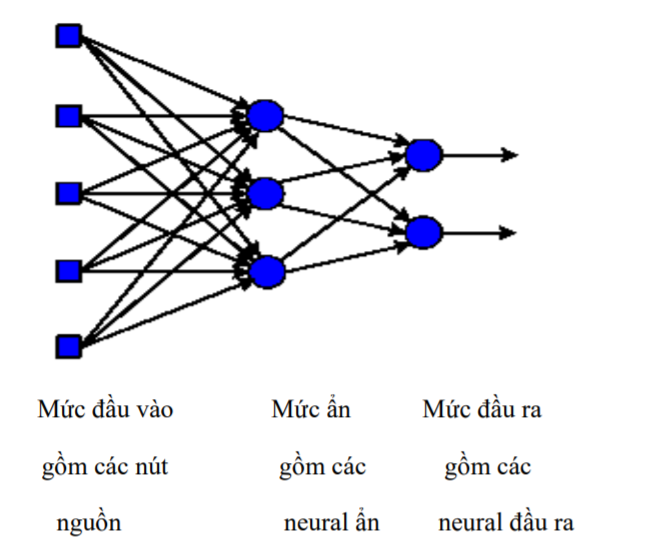 Mức đầu vào
gồm các nút
nguồn
Mức ẩn
gồm các
neural ẩn
Mức đầu ra
gồm các
neural đầu ra